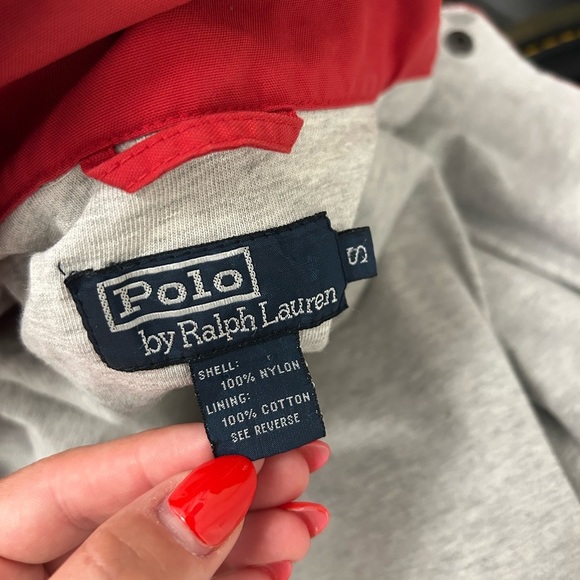 Polo
by Ralph Lauren
S
SHELL:
100% NYLON
LINING:
100% COTTON
SEE REVERSE